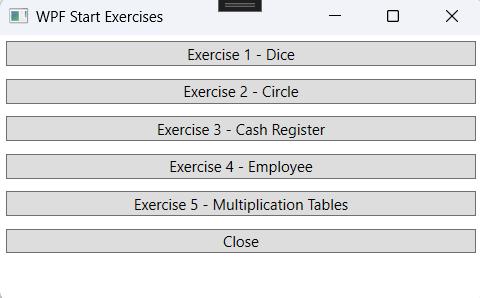 WPF Start Exercises
Exercise 1 - Dice
Exercise 2 - Circle
Exercise 3 - Cash Register
Exercise 4 - Employee
Exercise 5 - Multiplication Tables
Close